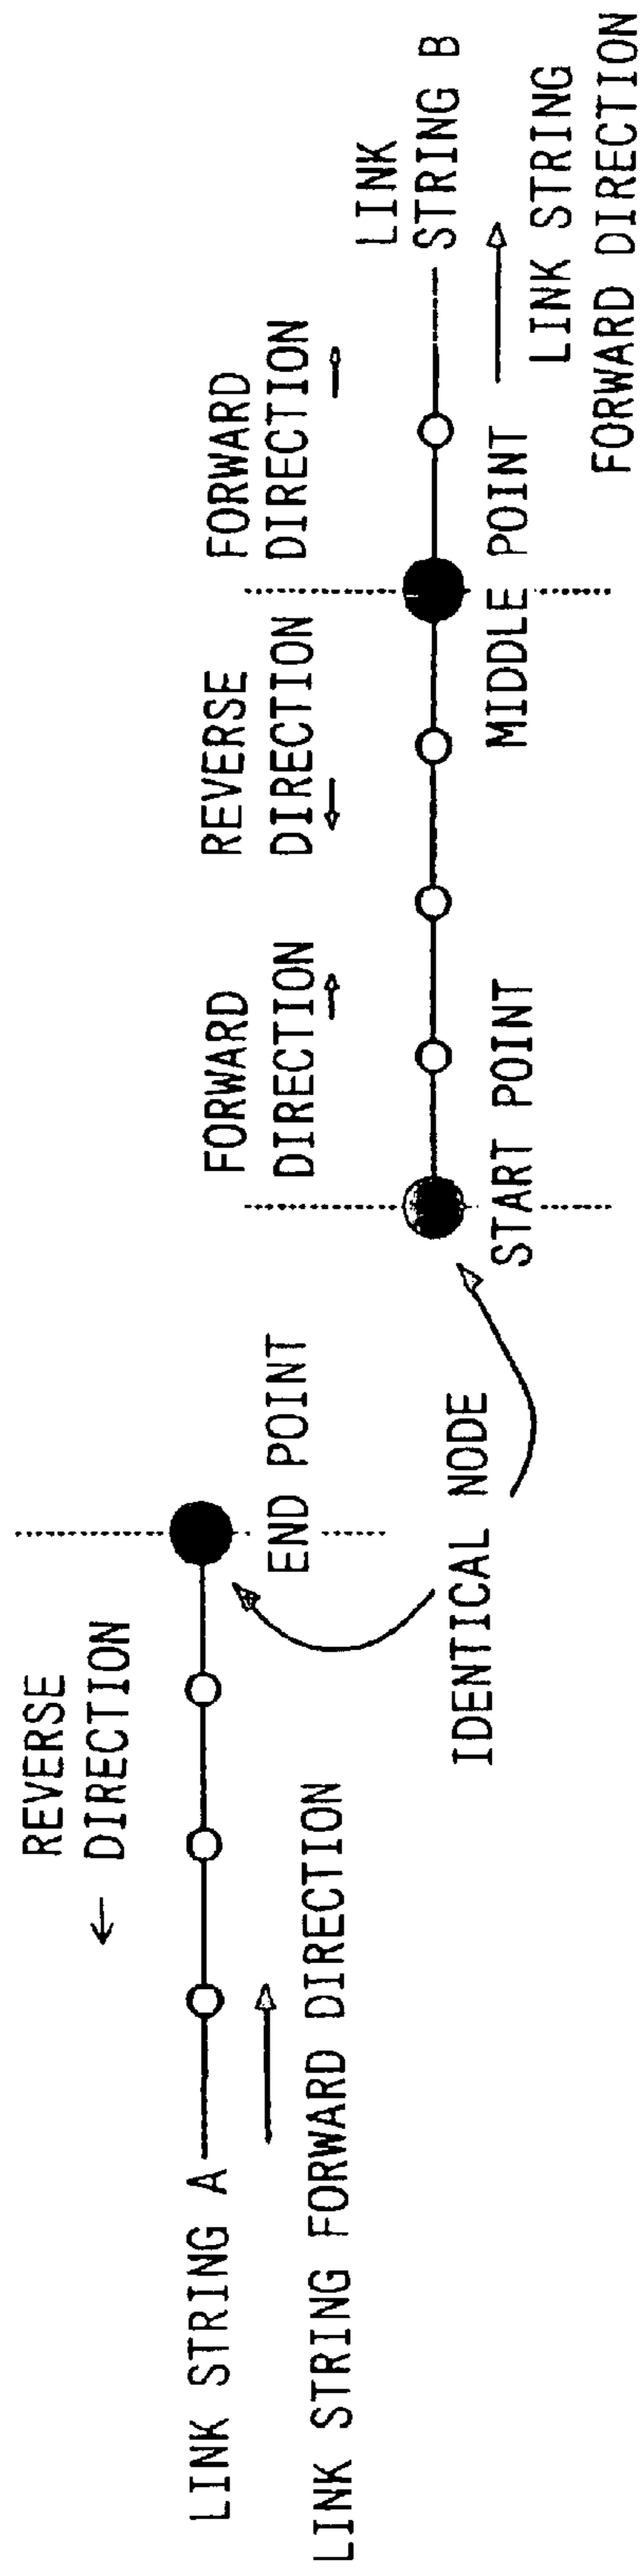 REVERSE
DIRECTION
LINK STRING A
LINK STRING FORWARD DIRECTION
END POINT
IDENTICAL NODE
FORWARD
DIRECTION
REVERSE
DIRECTION
FORWARD
DIRECTION
START POINT
MIDDLE POINT
LINK
STRING B
LINK STRING
FORWARD DIRECTION